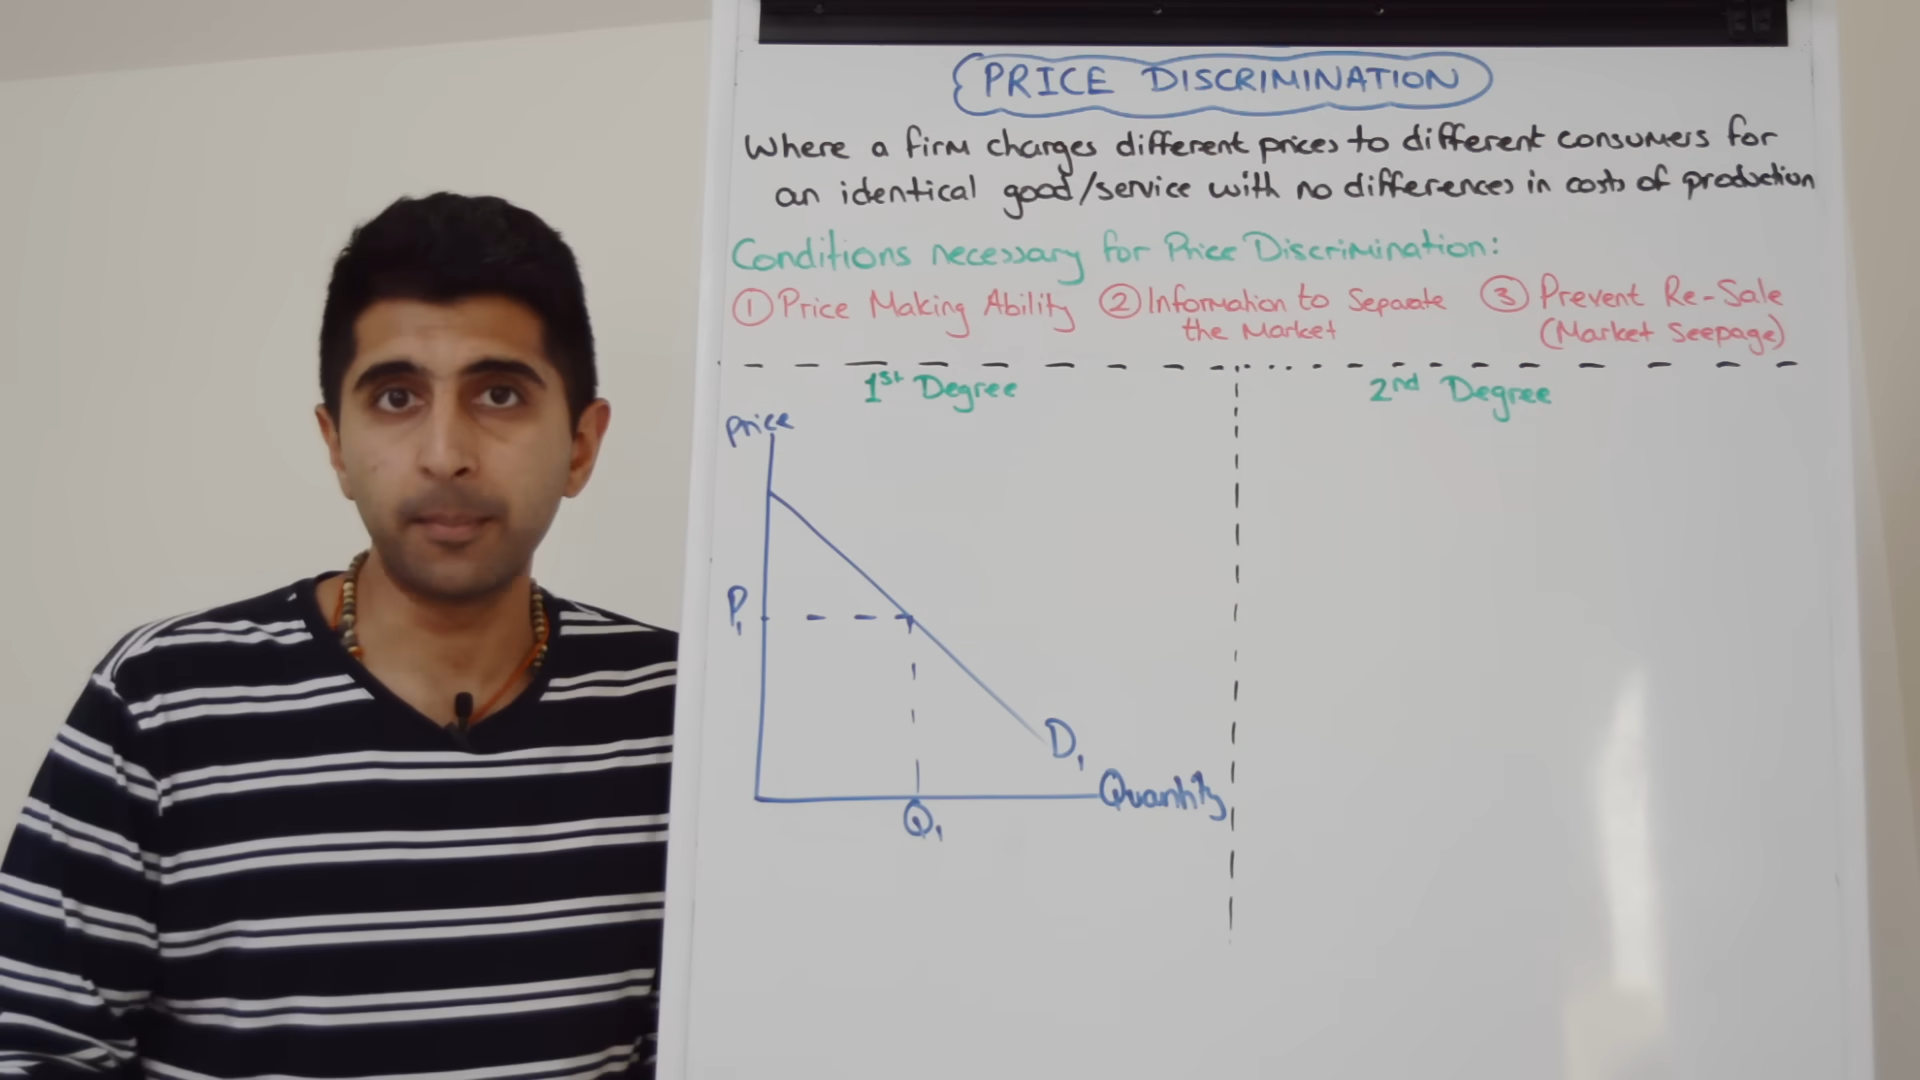 PRICE DISCRIMINATION
Where a firm charges different prices to different consumers for
an identical good/service with no differences in costs of production
Conditions necessary for Price Discrimination:
① Price Making Ability ② Information to Separate the Market ③ Prevent Re-Sale (Market Seepage)
1st Degree
2nd Degree
Price
P1
D1
Quantity
Q1